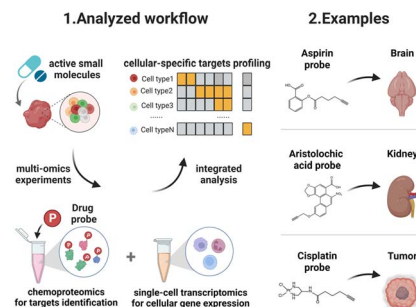 1.Analyzed workflow
active small
molecules
cellular-specific targets profiling
Cell type1
Cell type2
Cell type3
......
......
Cell typeN
multi-omics
experiments
integrated
analysis
Drug
probe
P
P
P
P
P
+
chemoproteomics
for targets identification
single-cell transcriptomics
for cellular gene expression
2.Examples
Aspirin
probe
Brain
Aristolochic
acid probe
Kidney
Cisplatin
probe
Tumor